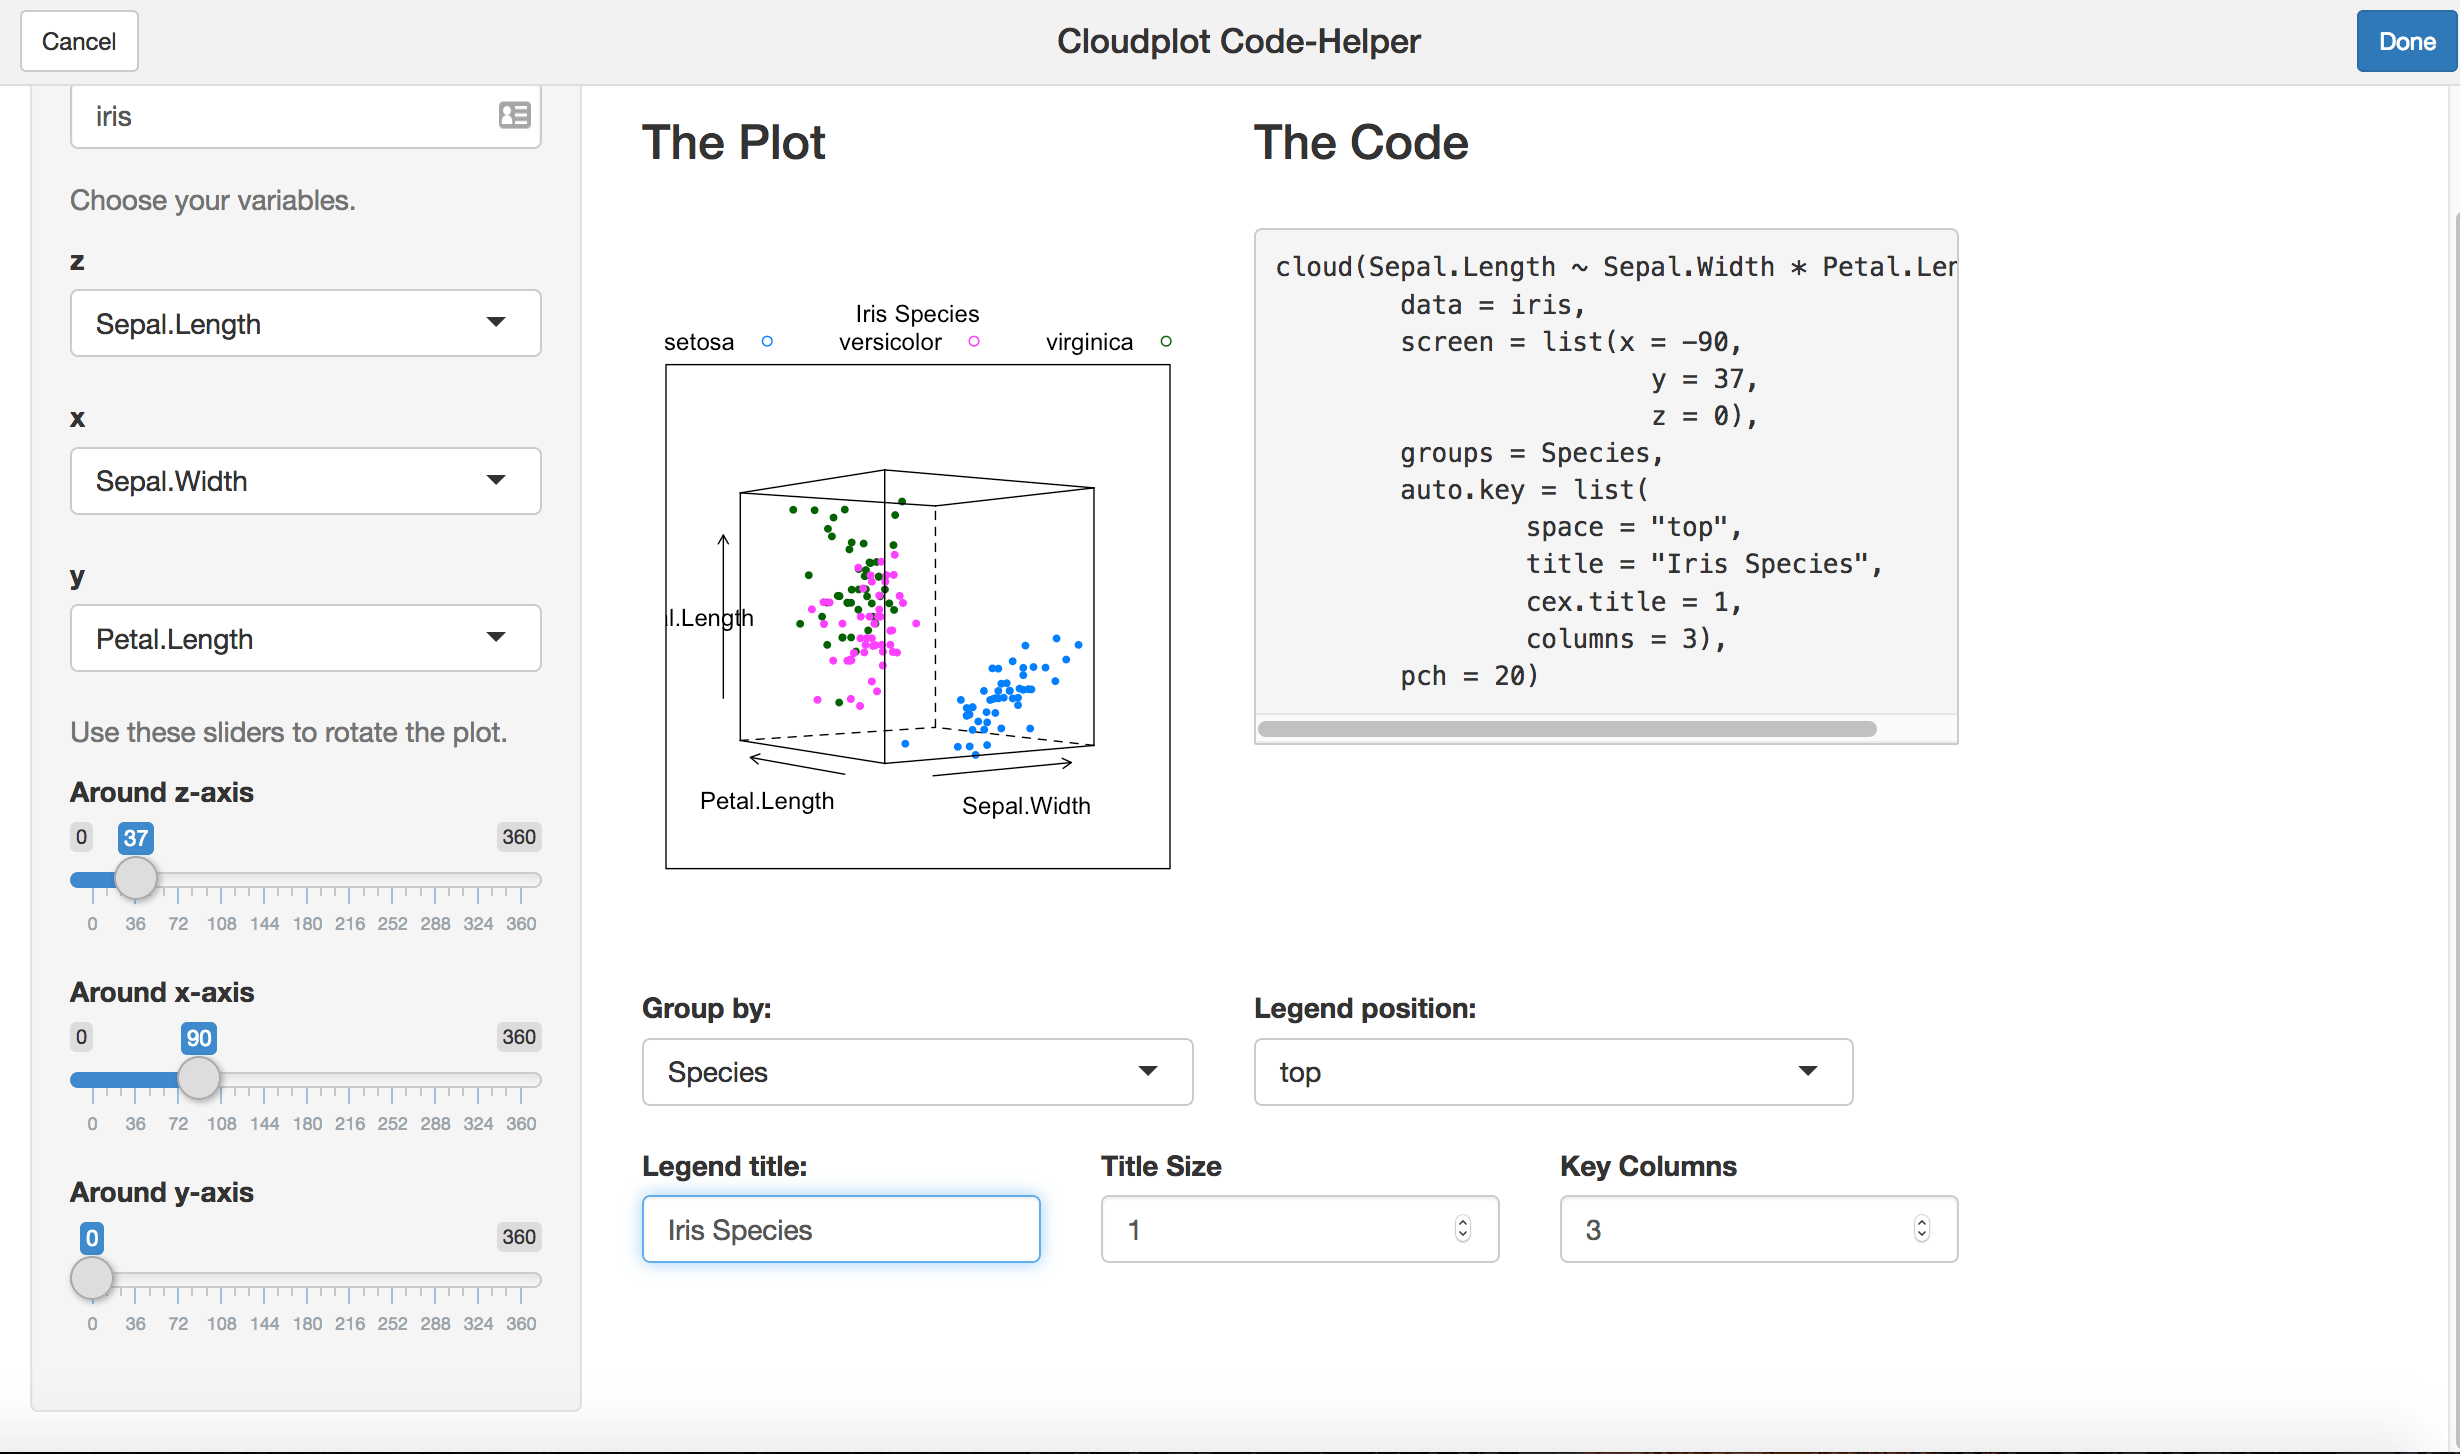 Cancel
Cloudplot Code-Helper
Done
iris
Choose your variables.
z
Sepal.Length
x
Sepal.Width
y
Petal.Length
Use these sliders to rotate the plot.
Around z-axis
0 37 360
0 36 72 108 144 180 216 252 288 324 360
Around x-axis
0 90 360
0 36 72 108 144 180 216 252 288 324 360
Around y-axis
0 360
0 36 72 108 144 180 216 252 288 324 360
The Plot
Iris Species
setosa versicolor virginica
l.Length
Petal.Length
Sepal.Width
The Code
cloud(Sepal.Length ~ Sepal.Width * Petal.Len
data = iris,
screen = list(x = -90,
y = 37,
z = 0),
groups = Species,
auto.key = list(
space = "top",
title = "Iris Species",
cex.title = 1,
columns = 3),
pch = 20)
Group by:
Species
Legend position:
top
Legend title:
Iris Species
Title Size
1
Key Columns
3